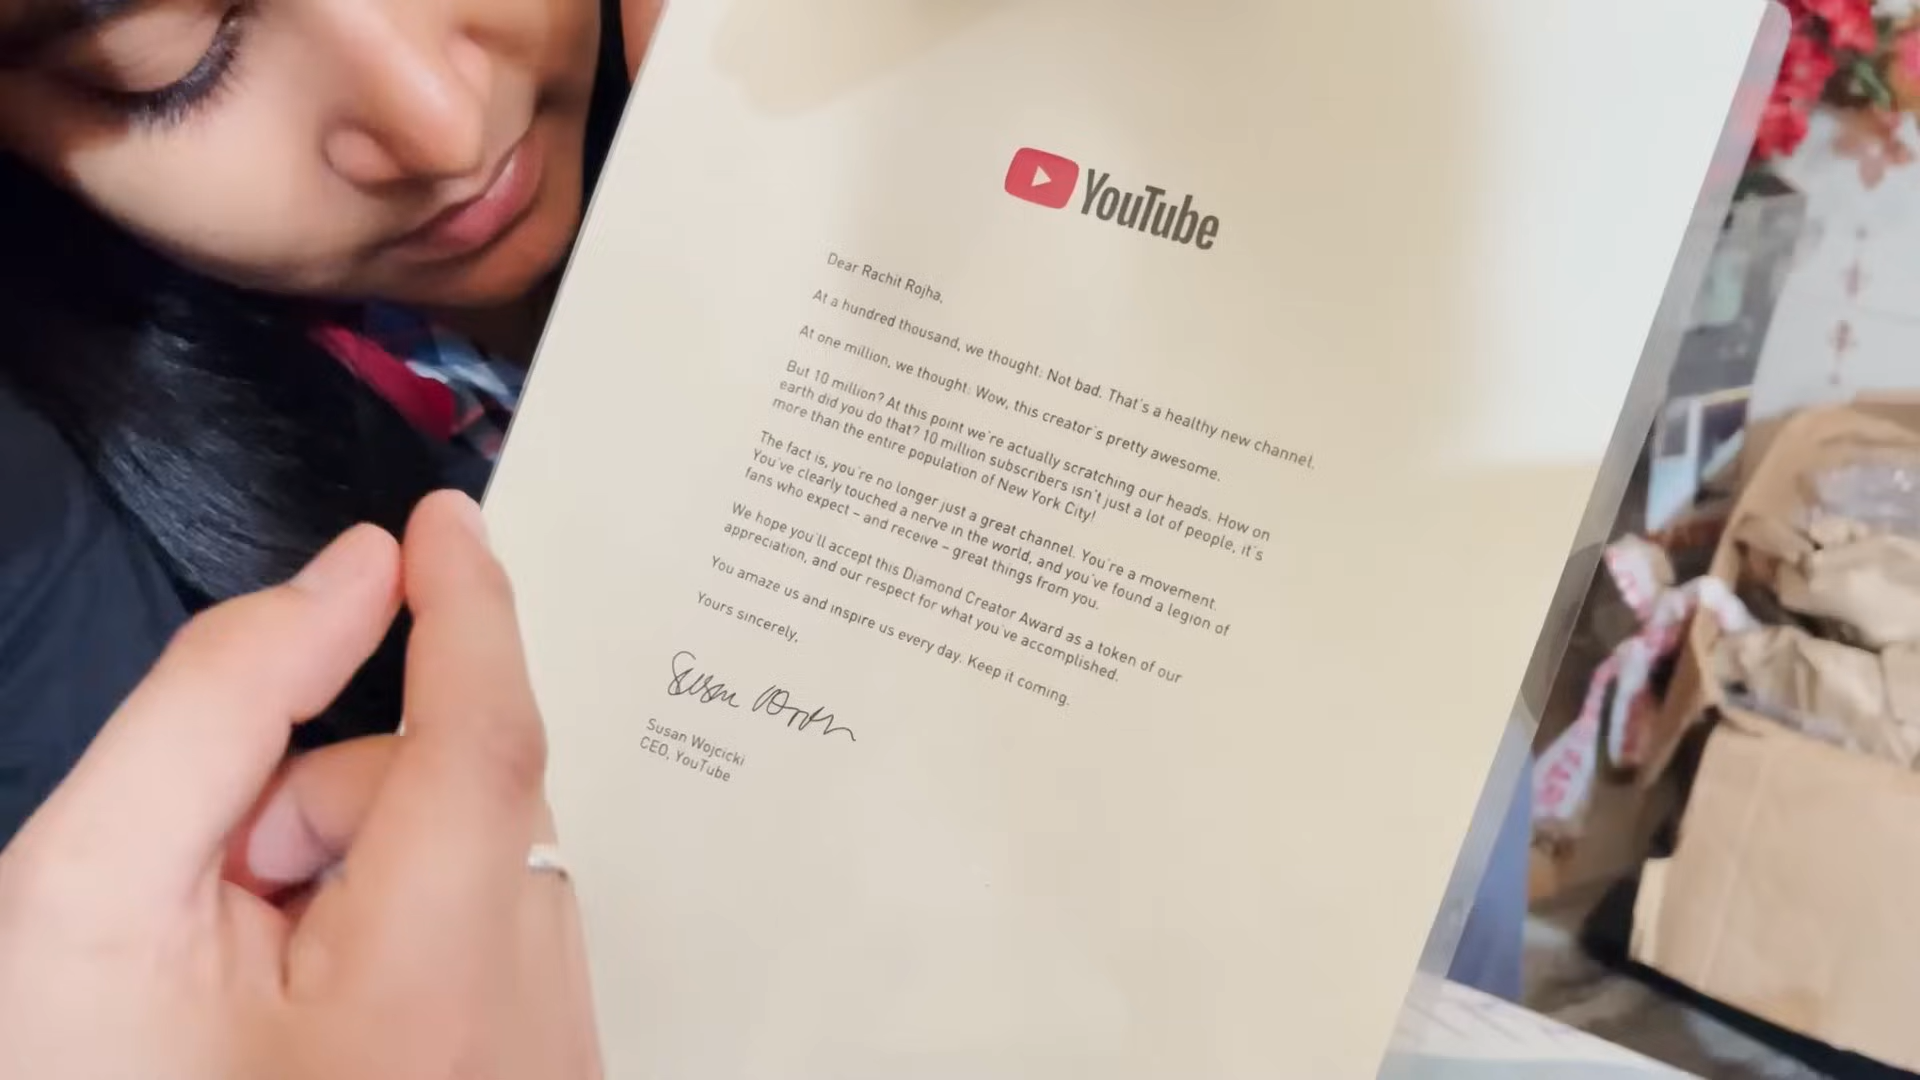 YouTube
Dear Rachit Rojha,
At a hundred thousand, we thought: Not bad. That's a healthy new channel.
At one million, we thought: Wow, this creator's pretty awesome.
But 10 million? At this point we're actually scratching our heads. How on
earth did you do that? 10 million subscribers isn't just a lot of people, it's
more than the entire population of New York City!
The fact is, you're no longer just a great channel. You're a movement.
You've clearly touched a nerve in the world, and you've found a legion of
fans who expect – and receive – great things from you.
We hope you'll accept this Diamond Creator Award as a token of our
appreciation, and our respect for what you've accomplished.
You amaze us and inspire us every day. Keep it coming.
Yours sincerely,
Susan Wojcicki
CEO, YouTube